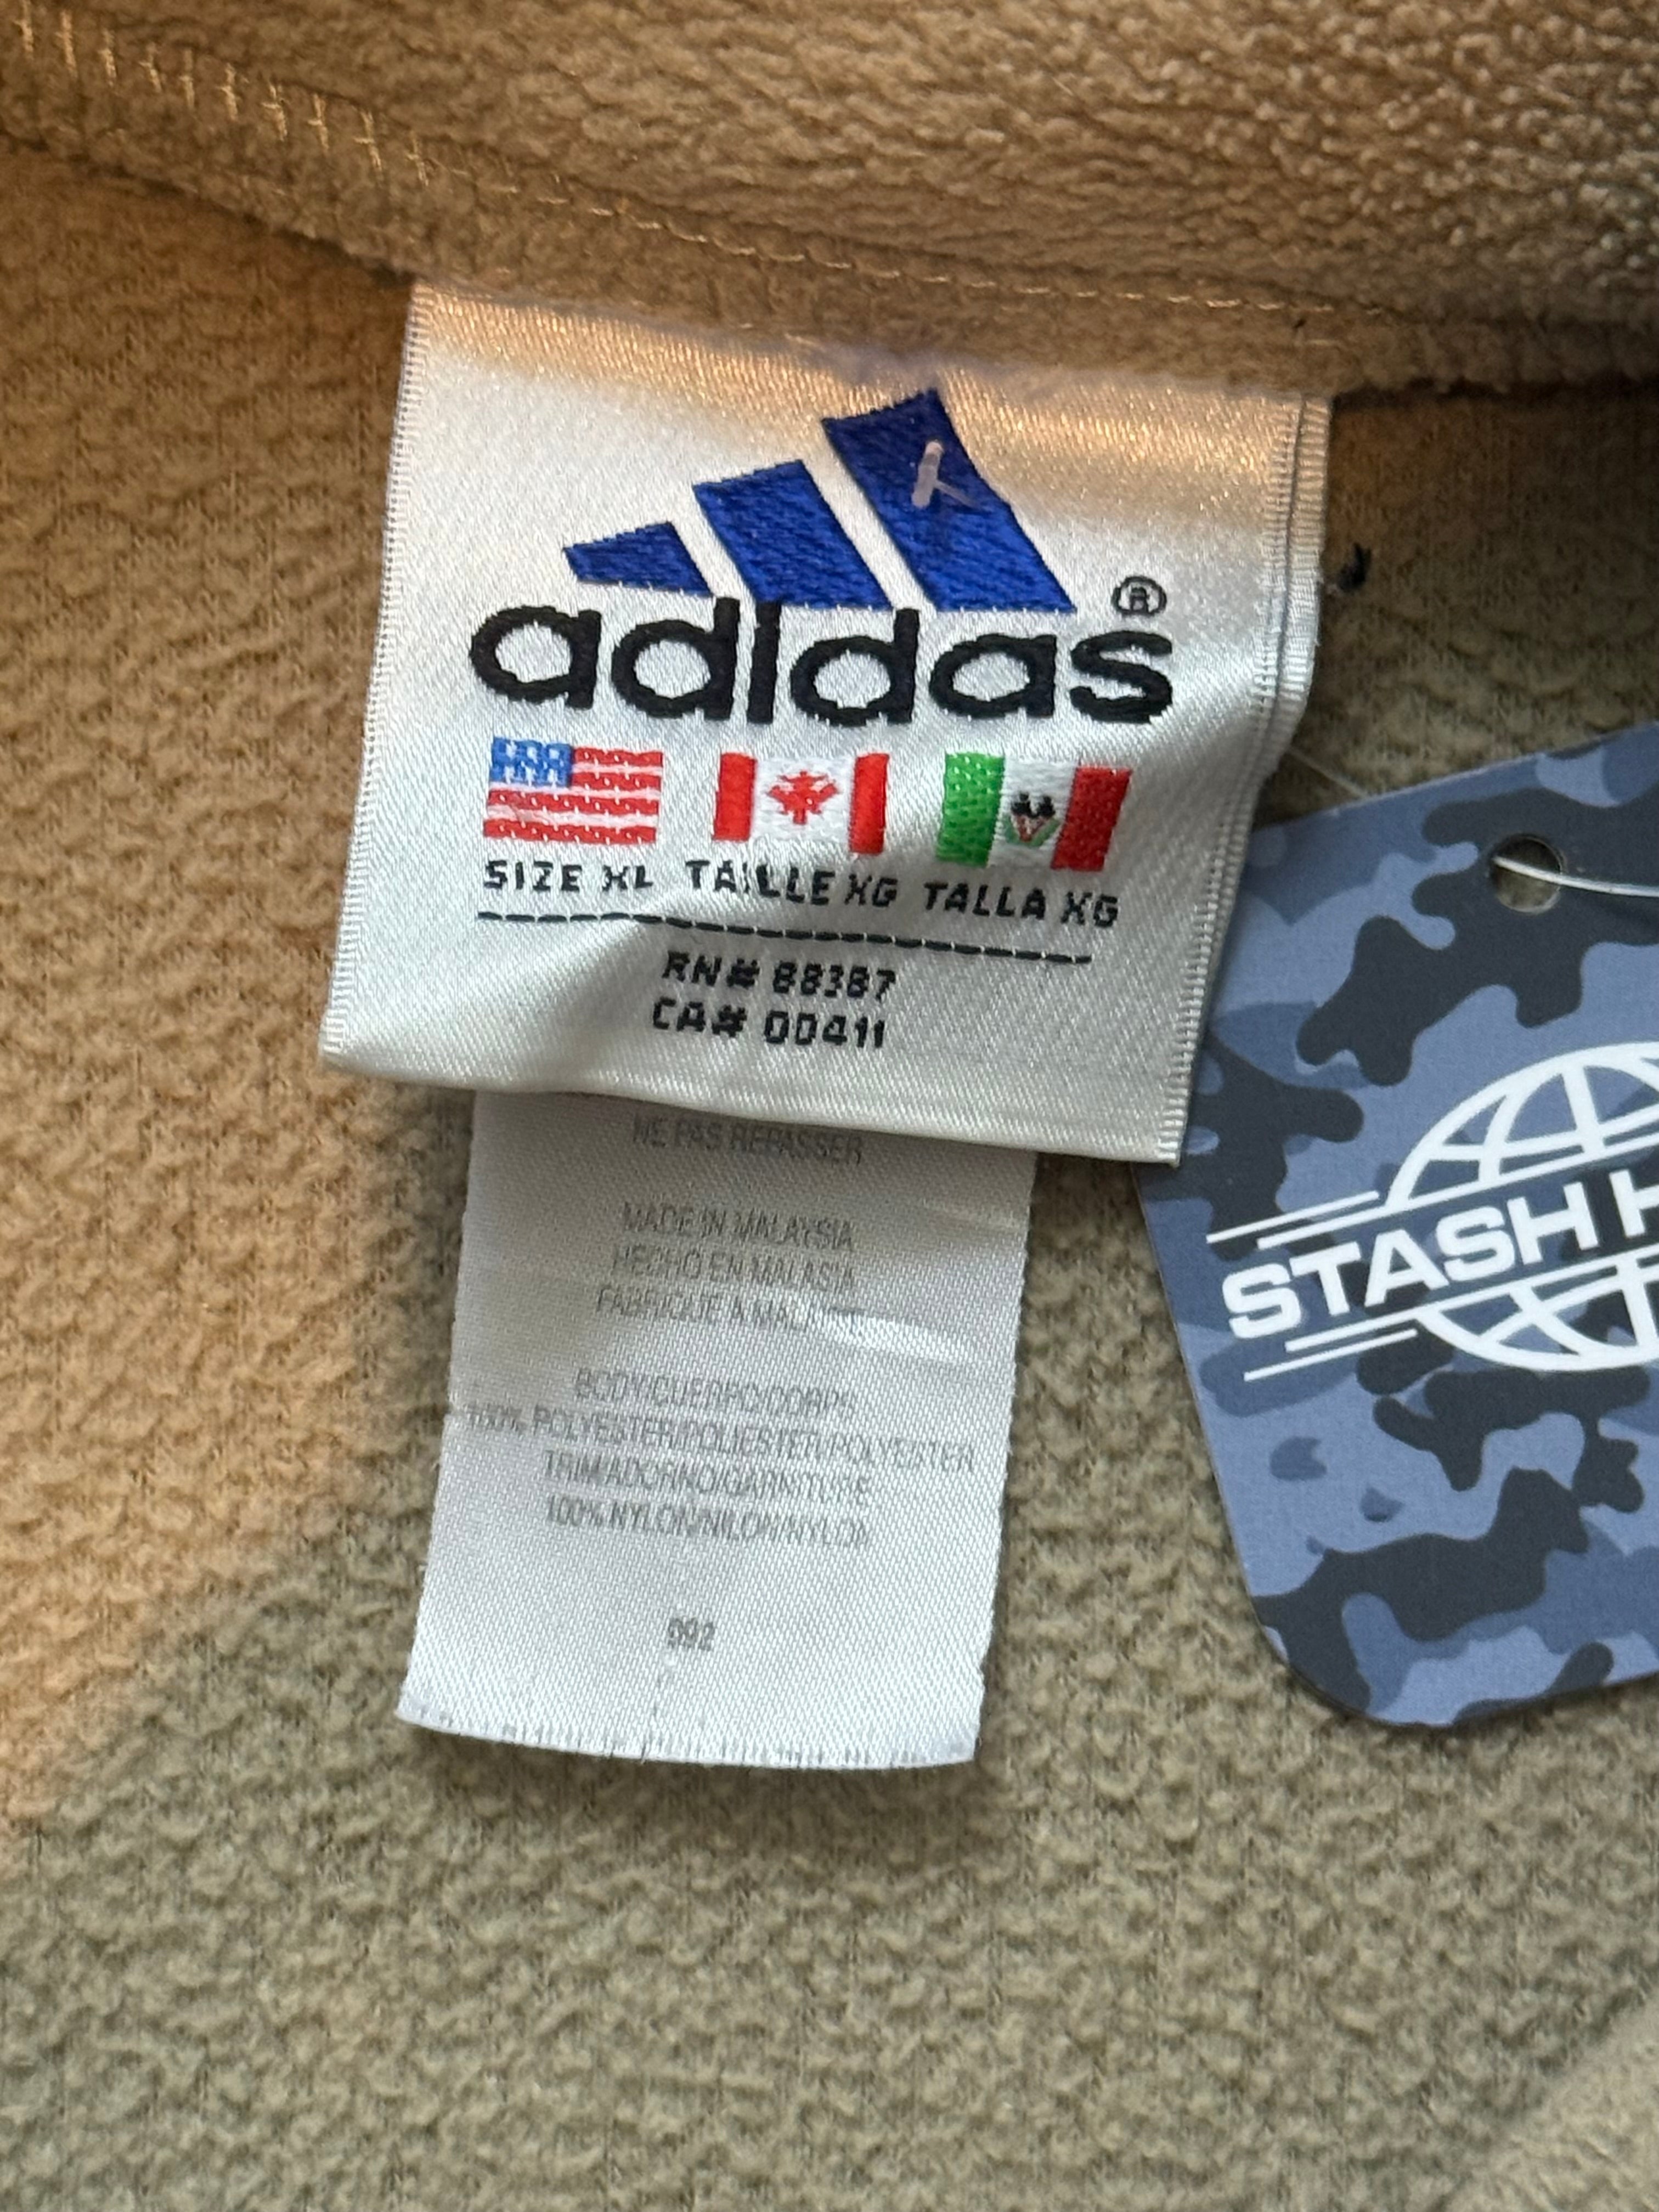 adidas®
SIZE XL TAILLE XG TALLA XG
RN# 88387
CA# 00411
NE PAS REPASSER
MADE IN MALAYSIA
HECHO EN MALASIA
FABRIQUE A
BODY/CUERPO/CORPS
100% POLYESTER/POLIESTER/POLYESTER
TRIM/ADORNO/GARNITURE
100% NYLON/NILON/NYLON
992
STASH